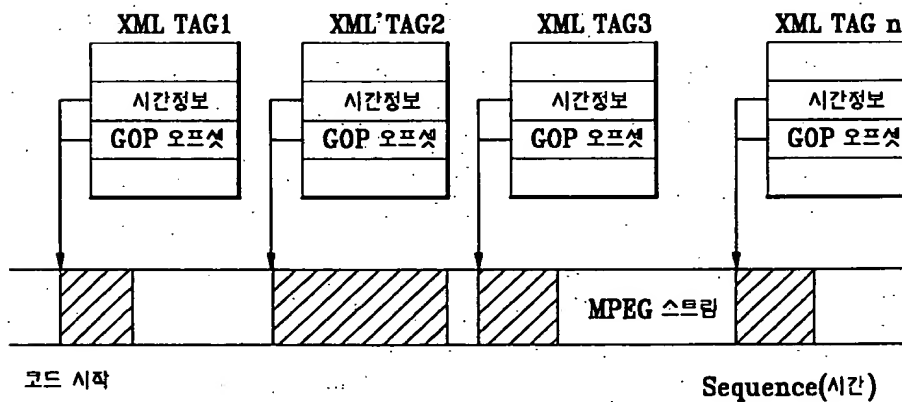 XML TAG1 XML TAG2 XML TAG3 XML TAG n
시간정보 시간정보 시간정보 시간정보
GOP 오프셋 GOP 오프셋 GOP 오프셋 GOP 오프셋
MPEG 스트림
코드 시작
Sequence(시간)